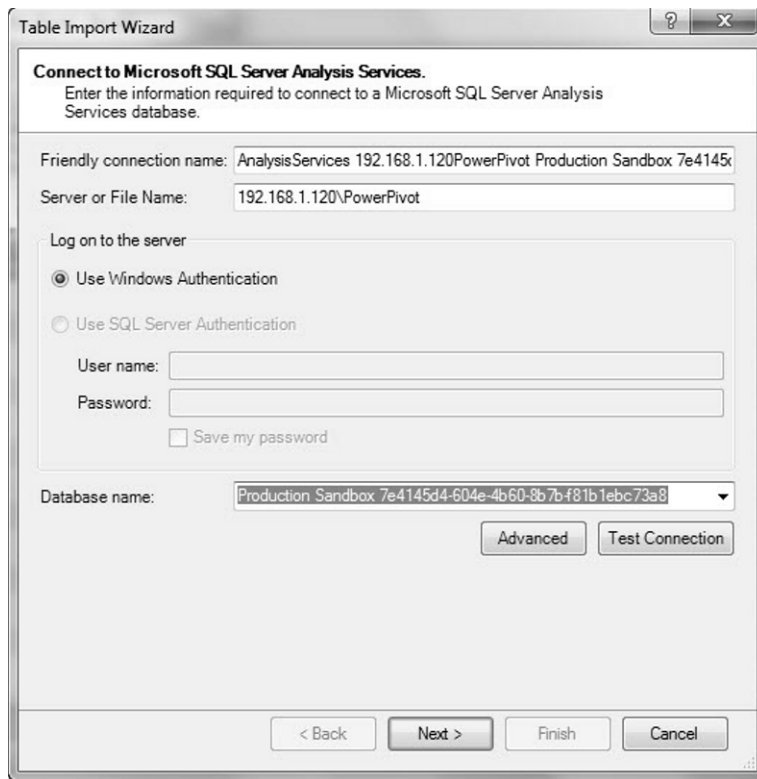 Table Import Wizard
Connect to Microsoft SQL Server Analysis Services.
Enter the information required to connect to a Microsoft SQL Server Analysis
Services database.
Friendly connection name: AnalysisServices 192.168.1.120PowerPivot Production Sandbox 7e4145d
Server or File Name: 192.168.1.120\PowerPivot
Log on to the server
Use Windows Authentication
Use SQL Server Authentication
User name:
Password:
Save my password
Database name: Production Sandbox 7e4145d4-604e-4b60-8b7b-f81b1ebc73a8
Advanced Test Connection
< Back Next > Finish Cancel